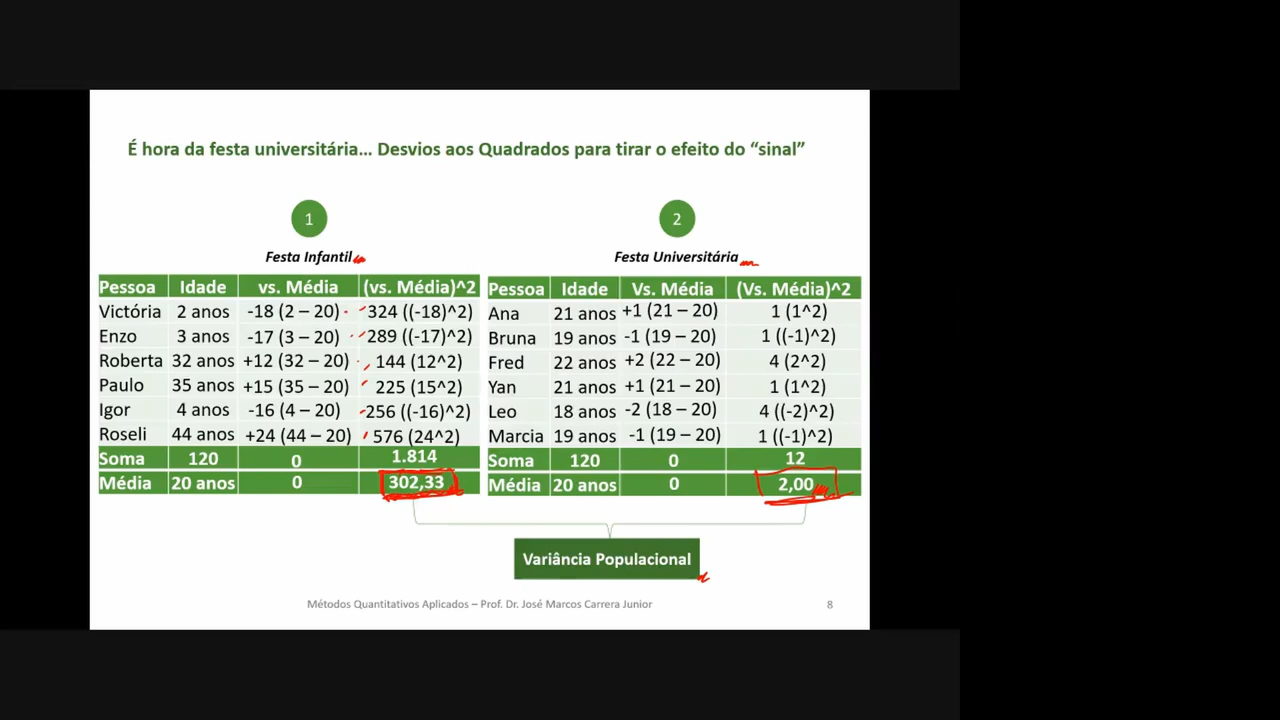 É hora da festa universitária... Desvios aos Quadrados para tirar o efeito do “sinal”
1
Festa Infantil
Pessoa Idade vs. Média (vs. Média)^2
Victória 2 anos -18 (2 – 20) 324 ((-18)^2)
Enzo 3 anos -17 (3 – 20) 289 ((-17)^2)
Roberta 32 anos +12 (32 – 20) 144 (12^2)
Paulo 35 anos +15 (35 – 20) 225 (15^2)
Igor 4 anos -16 (4 – 20) 256 ((-16)^2)
Roseli 44 anos +24 (44 – 20) 576 (24^2)
Soma 120 0 1.814
Média 20 anos 0 302,33
2
Festa Universitária
Pessoa Idade Vs. Média (Vs. Média)^2
Ana 21 anos +1 (21 – 20) 1 (1^2)
Bruna 19 anos -1 (19 – 20) 1 ((-1)^2)
Fred 22 anos +2 (22 – 20) 4 (2^2)
Yan 21 anos +1 (21 – 20) 1 (1^2)
Leo 18 anos -2 (18 – 20) 4 ((-2)^2)
Marcia 19 anos -1 (19 – 20) 1 ((-1)^2)
Soma 120 0 12
Média 20 anos 0 2,00
Variância Populacional
Métodos Quantitativos Aplicados – Prof. Dr. José Marcos Carrera Junior
8